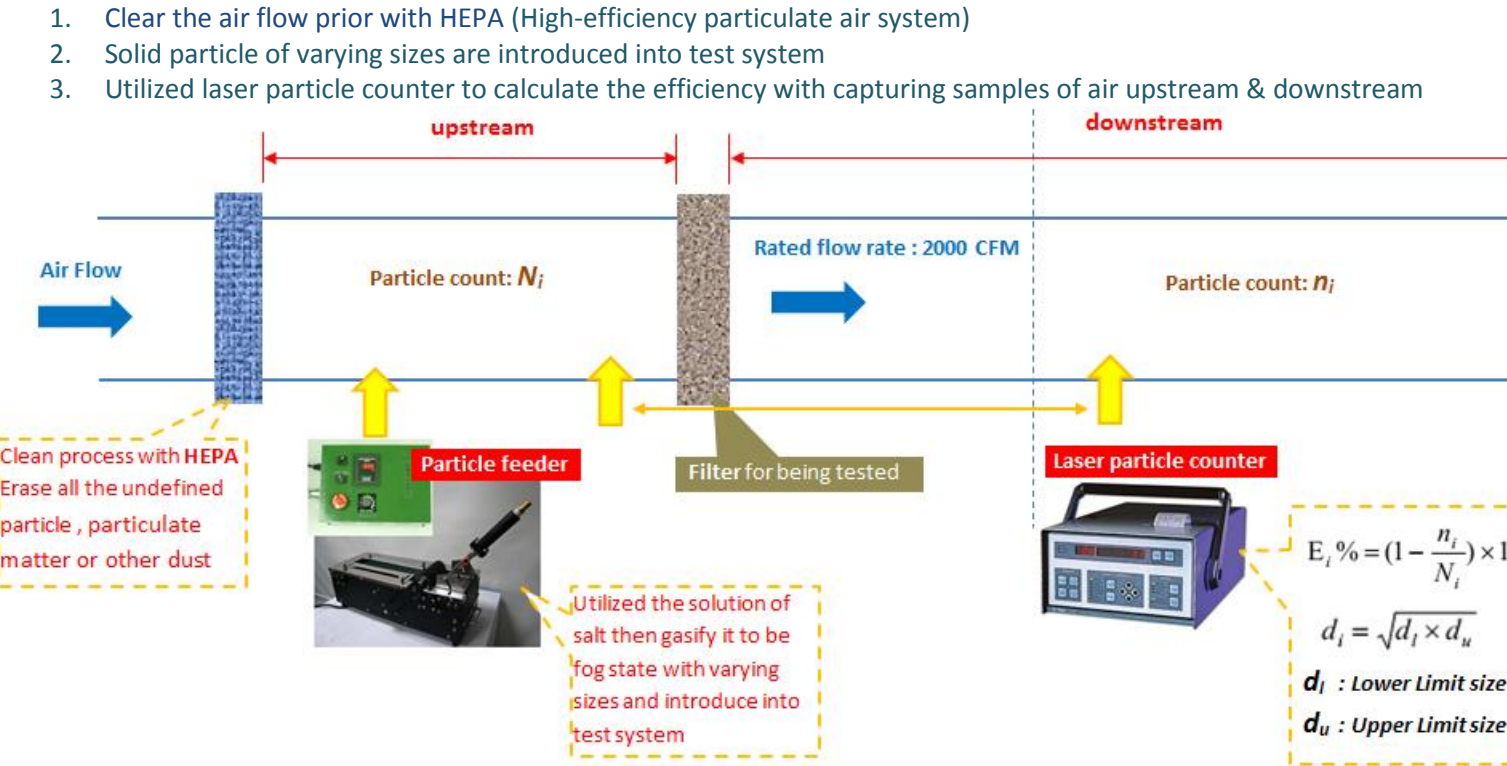 1. Clear the air flow prior with HEPA (High-efficiency particulate air system)
2. Solid particle of varying sizes are introduced into test system
3. Utilized laser particle counter to calculate the efficiency with capturing samples of air upstream & downstream
upstream
downstream
Air Flow
Particle count: Ni
Rated flow rate : 2000 CFM
Particle count: ni
Clean process with HEPA
Erase all the undefined
particle , particulate
matter or other dust
Particle feeder
Utilized the solution of
salt then gasify it to be
fog state with varying
sizes and introduce into
test system
Filter for being tested
Laser particle counter
Ei% = (1 − ni/Ni) × 1
di = √dl × du
dl : Lower Limit size
du : Upper Limit size